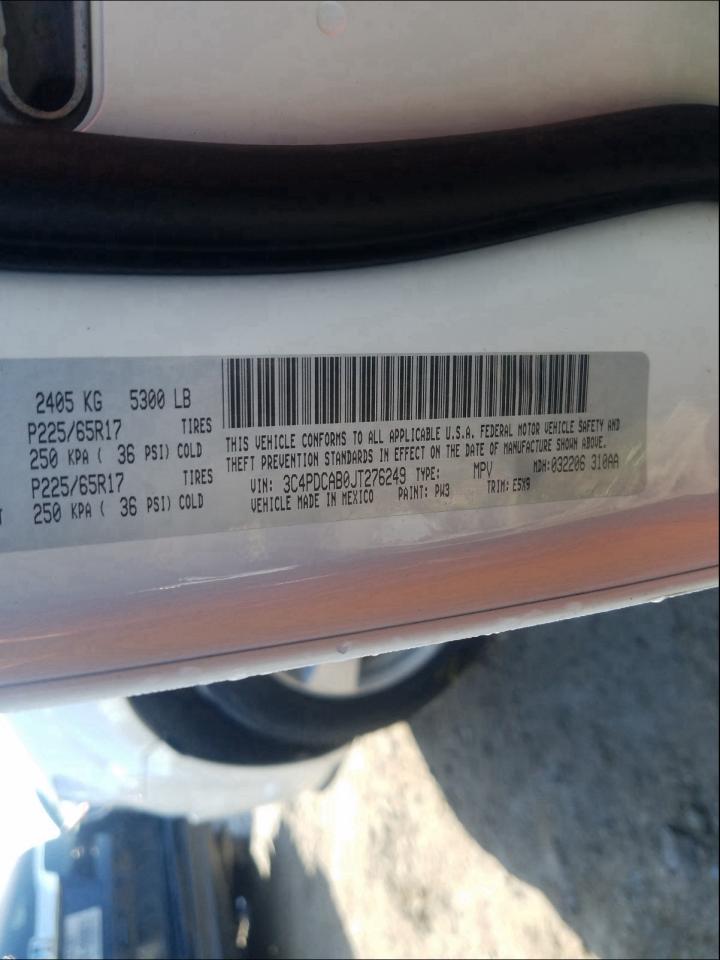 2405 KG 5300 LB
P225/65R17 TIRES
250 KPA ( 36 PSI) COLD
P225/65R17 TIRES
250 KPA ( 36 PSI) COLD
THIS VEHICLE CONFORMS TO ALL APPLICABLE U.S.A. FEDERAL MOTOR VEHICLE SAFETY AND
THEFT PREVENTION STANDARDS IN EFFECT ON THE DATE OF MANUFACTURE SHOWN ABOVE.
VIN: 3C4PDCAB0JT276249 TYPE: MPV MDH:032206 310AA
VEHICLE MADE IN MEXICO PAINT: PW3 TRIM: E5X9